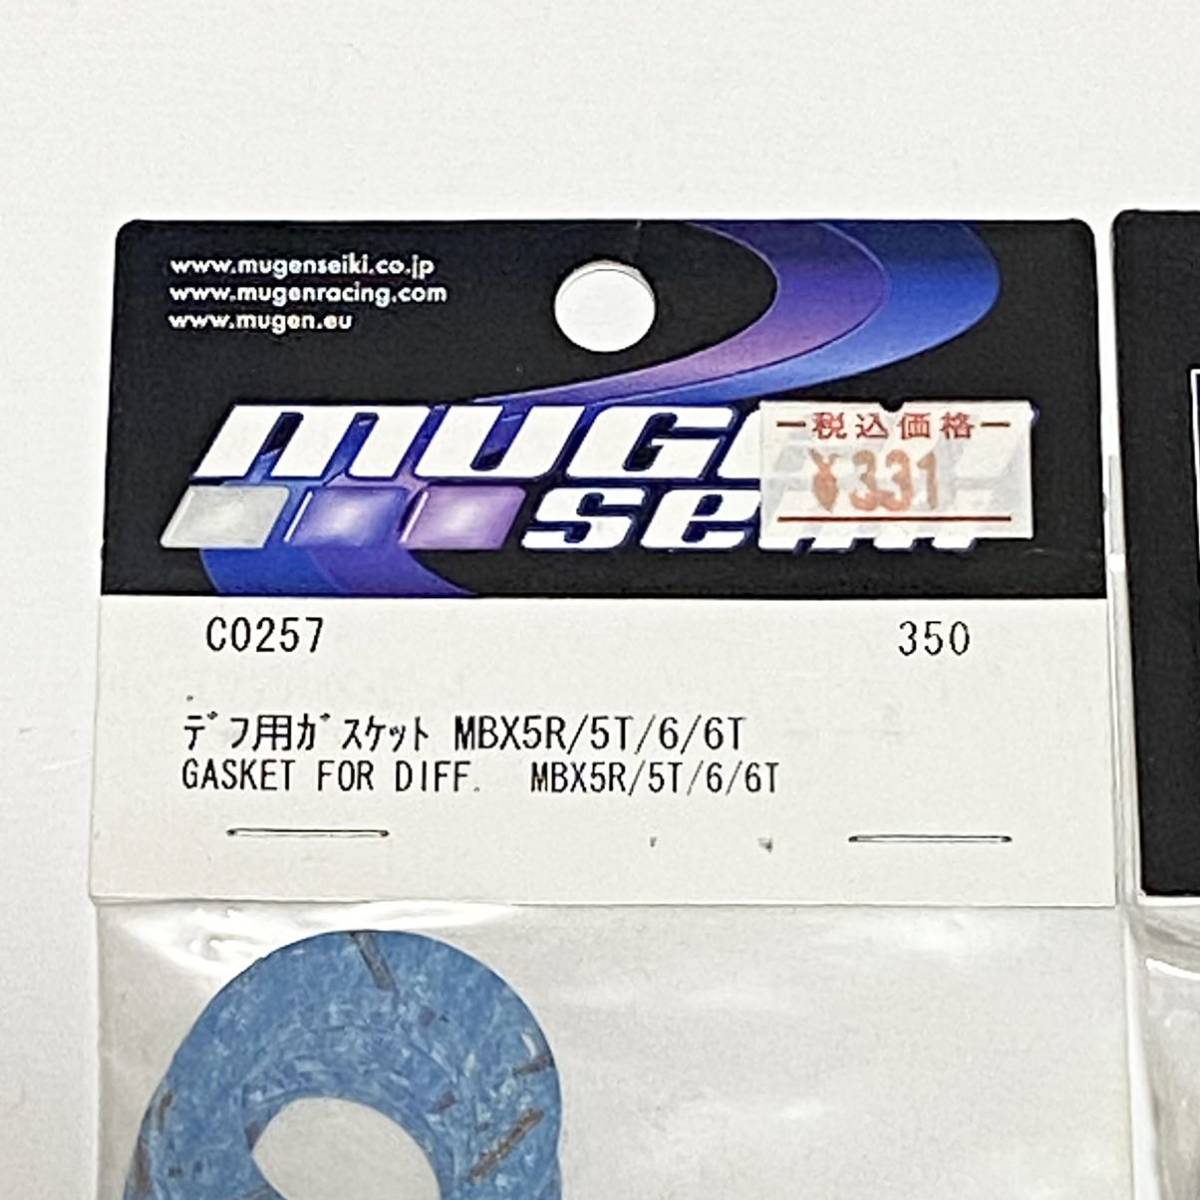 www.mugenseiki.co.jp
www.mugenracing.com
www.mugen.eu
税込価格
¥331
C0257 350
ﾃﾞﾌ用ｶﾞｽｹｯﾄ MBX5R/5T/6/6T
GASKET FOR DIFF. MBX5R/5T/6/6T